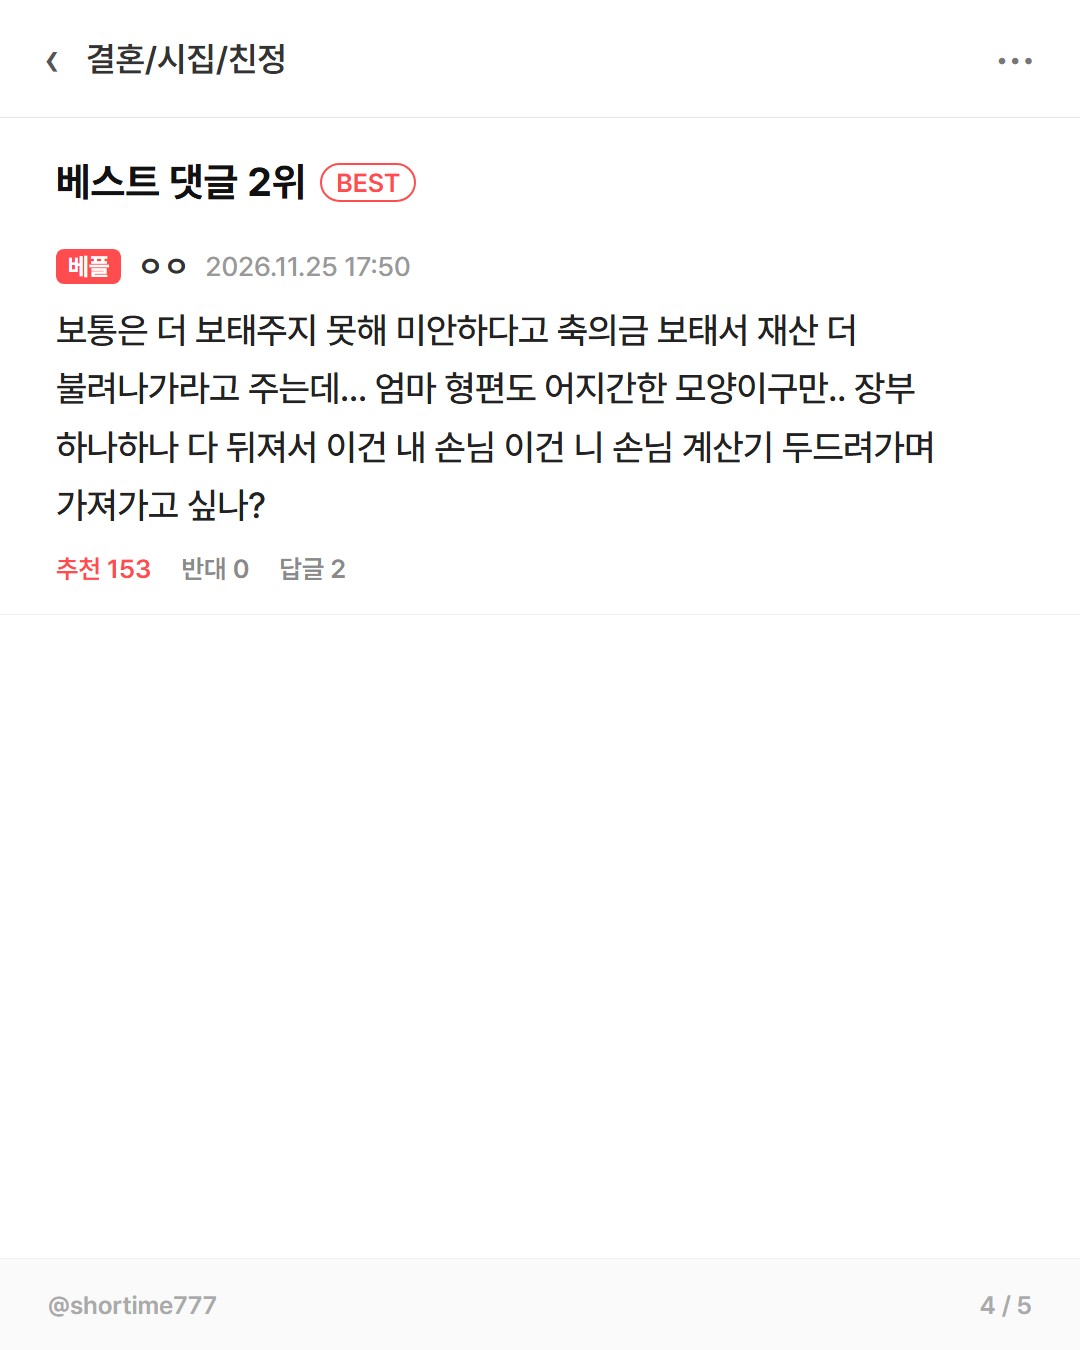 ‹ 결혼/시집/친정 ...
베스트 댓글 2위 BEST
베플 ㅇㅇ 2026.11.25 17:50
보통은 더 보태주지 못해 미안하다고 축의금 보태서 재산 더
불려나가라고 주는데... 엄마 형편도 어지간한 모양이구만.. 장부
하나하나 다 뒤져서 이건 내 손님 이건 니 손님 계산기 두드려가며
가져가고 싶나?
추천 153 반대 0 답글 2
@shortime777 4 / 5